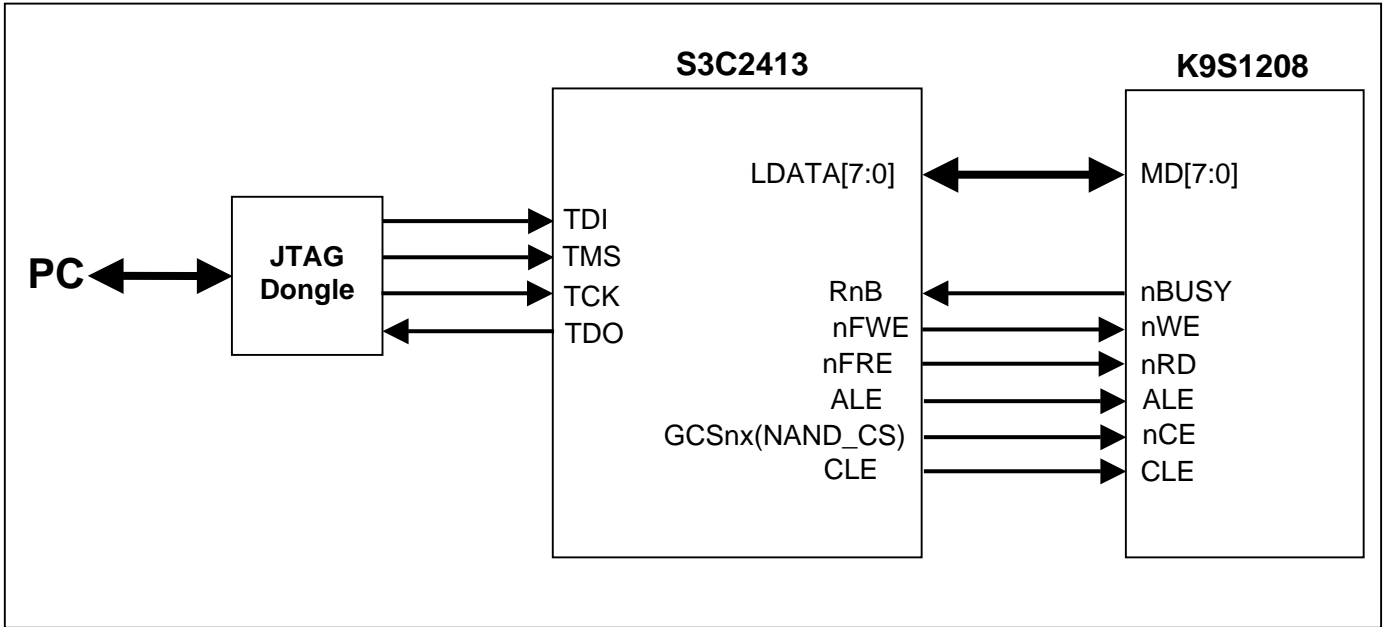 S3C2413
K9S1208
LDATA[7:0]
MD[7:0]
PC
JTAG
Dongle
TDI
TMS
TCK
TDO
RnB
nFWE
nFRE
ALE
GCSnx(NAND_CS)
CLE
nBUSY
nWE
nRD
ALE
nCE
CLE